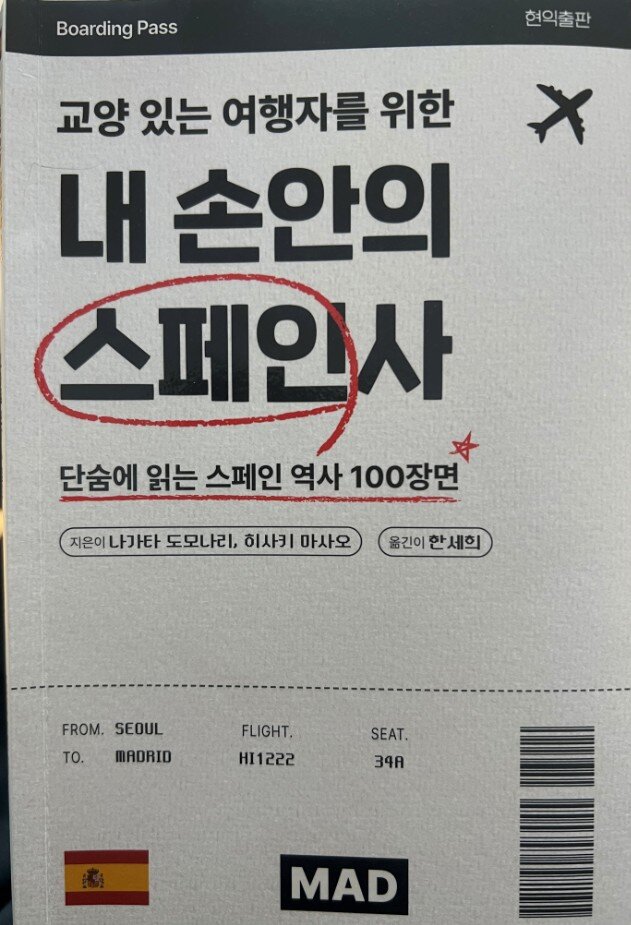 Boarding Pass
현익출판
교양 있는 여행자를 위한
내 손안의
스페인사
단숨에 읽는 스페인 역사 100장면
지은이 나가타 도모나리, 히사키 마사오
옮긴이 한세희
FROM. SEOUL
FLIGHT.
SEAT.
TO. MADRID
HI1222
34A
MAD